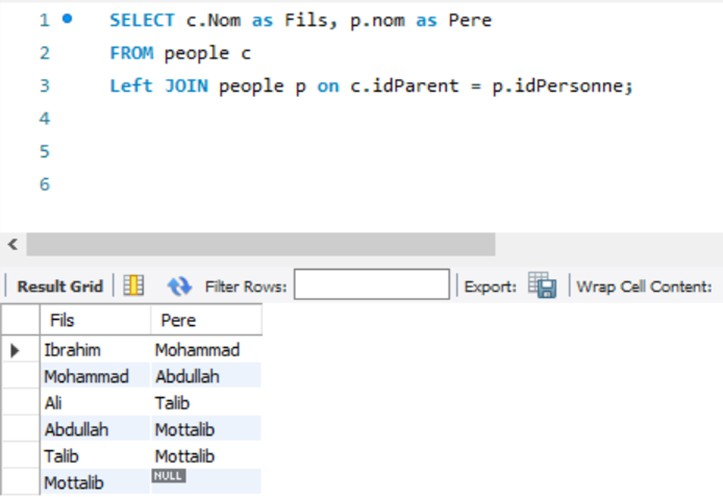 1 SELECT c.Nom as Fils, p.nom as Pere
2 FROM people c
3 Left JOIN people p on c.idParent = p.idPersonne;
4
5
6
Result Grid Filter Rows: Export: Wrap Cell Content:
Fils Pere
Ibrahim Mohammad
Mohammad Abdullah
Ali Talib
Abdullah Mottalib
Talib Mottalib
Mottalib NULL